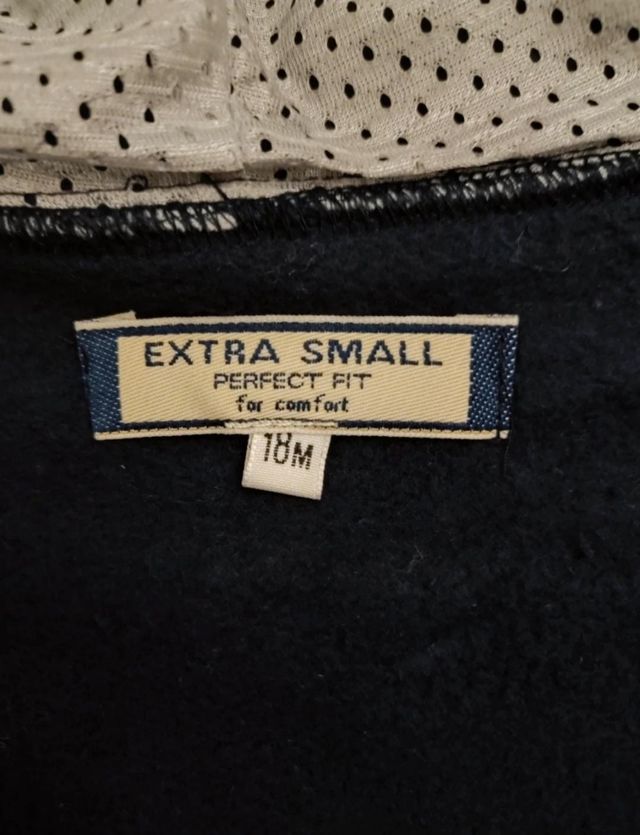 EXTRA SMALL
PERFECT FIT
for comfort
18M